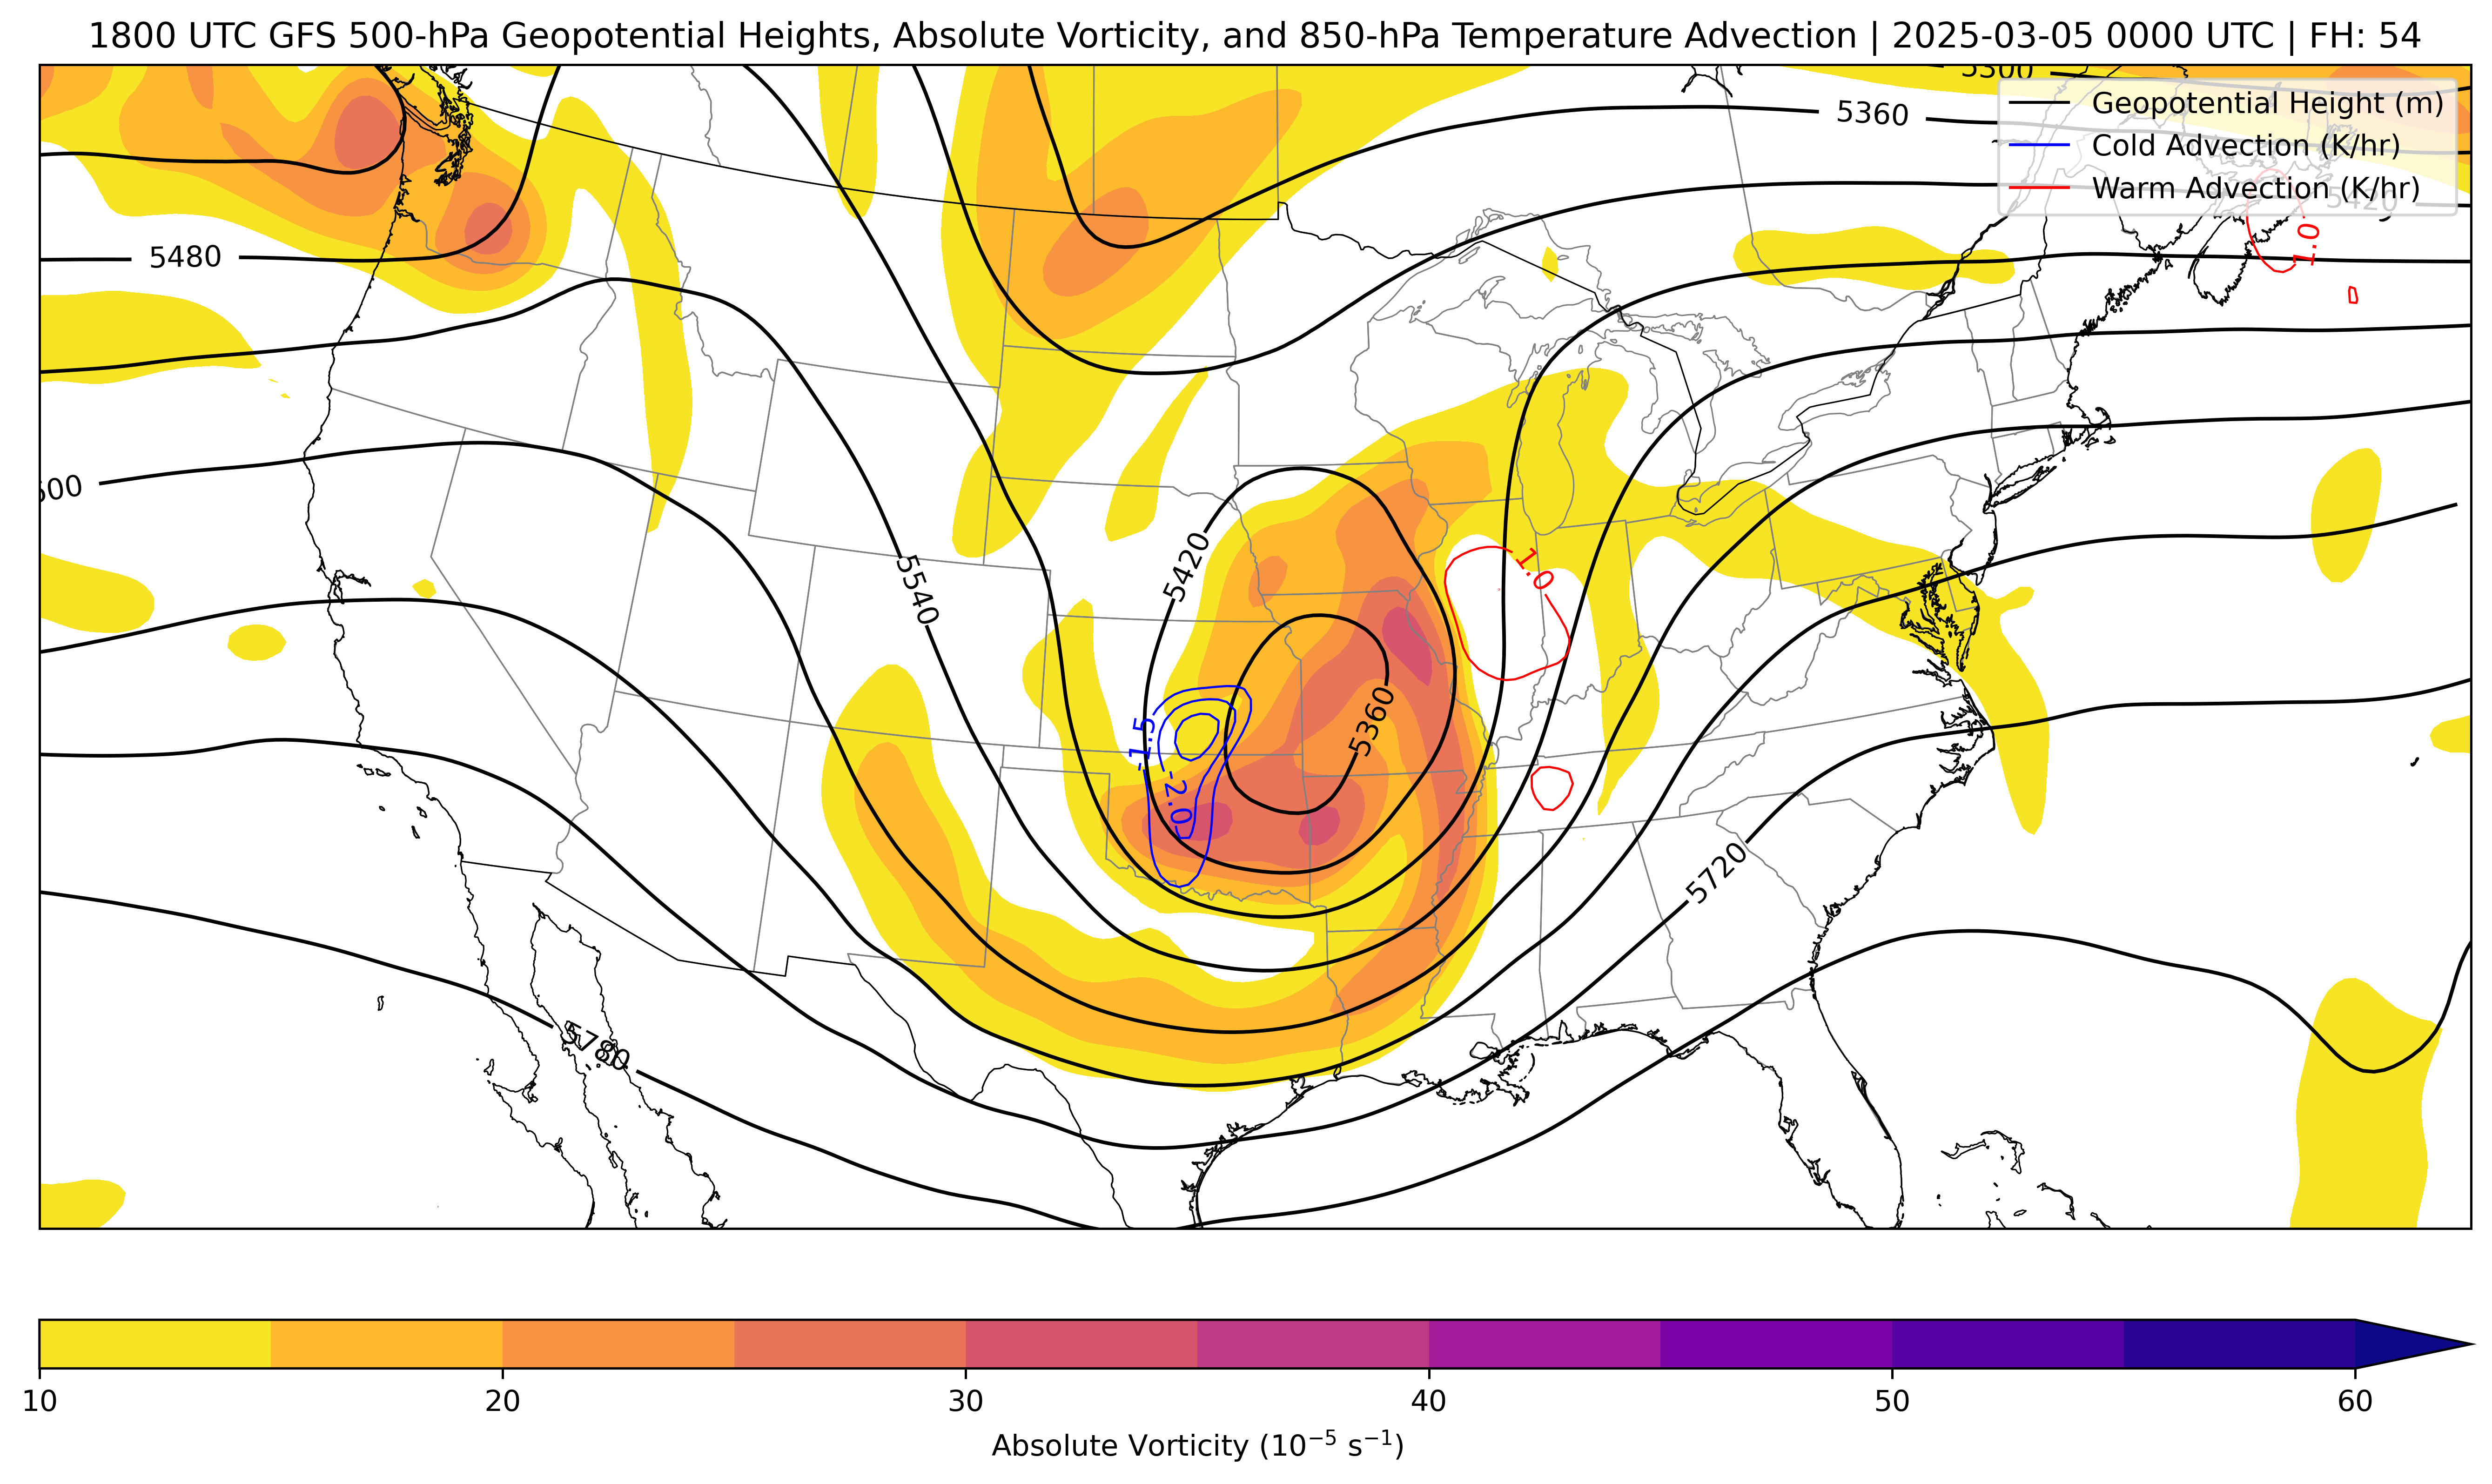 1800 UTC GFS 500-hPa Geopotential Heights, Absolute Vorticity, and 850-hPa Temperature Advection | 2025-03-05 0000 UTC | FH: 54
5300
5360
Geopotential Height (m)
Cold Advection (K/hr)
Warm Advection (K/hr)
5420
1.0
5480
5420
1.0
5540
-1.5
-2.0
5360
5720
5780
10 20 30 40 50 60
Absolute Vorticity (10⁻⁵ s⁻¹)